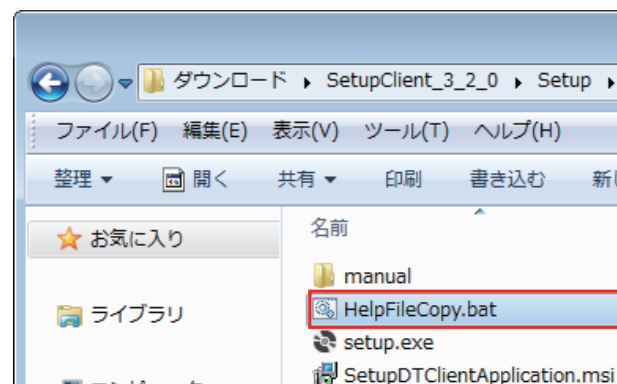 ダウンロード ▸ SetupClient_3_2_0 ▸ Setup ▸
ファイル(F) 編集(E) 表示(V) ツール(T) ヘルプ(H)
整理 ▼ 開く 共有 ▼ 印刷 書き込む 新し
お気に入り
名前
manual
ライブラリ
HelpFileCopy.bat
setup.exe
SetupDTClientApplication.msi